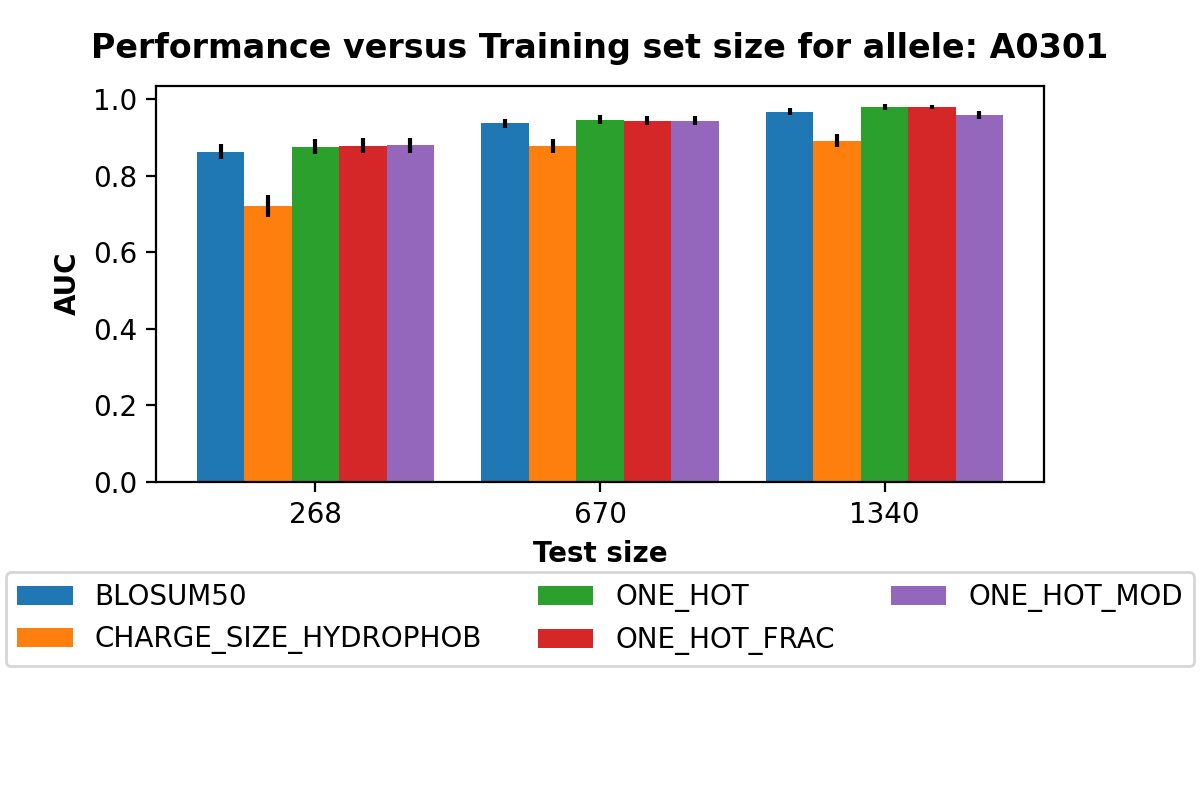 Performance versus Training set size for allele: A0301
1.0
0.8
0.6
0.4
0.2
0.0
AUC
268 670 1340
Test size
BLOSUM50 ONE_HOT ONE_HOT_MOD
CHARGE_SIZE_HYDROPHOB ONE_HOT_FRAC